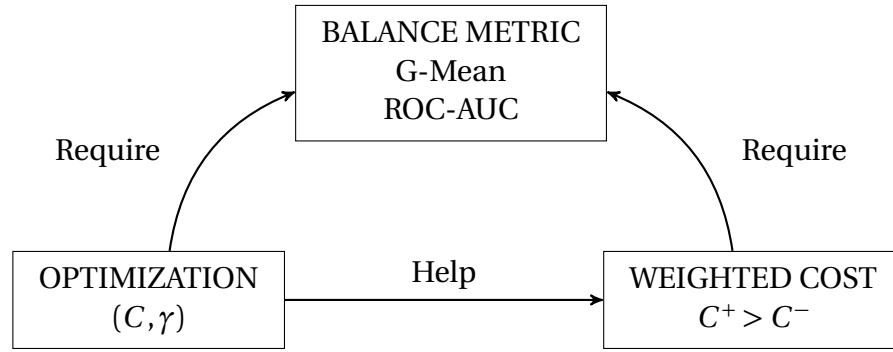 BALANCE METRIC
G-Mean
ROC-AUC
Require
Require
OPTIMIZATION
(C, γ)
Help
WEIGHTED COST
C⁺ > C⁻